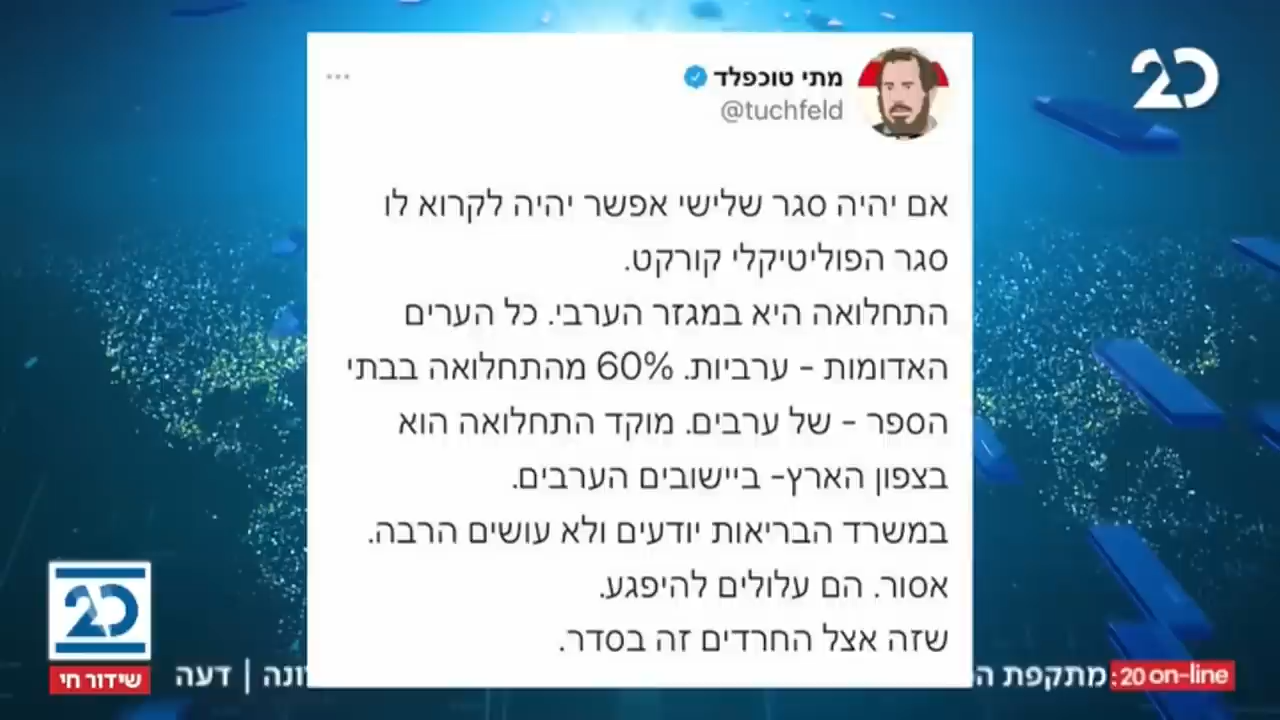 20
מתי טוכפלד
@tuchfeld
אם יהיה סגר שלישי אפשר יהיה לקרוא לו
סגר הפוליטיקלי קורקט.
התחלואה היא במגזר הערבי. כל הערים
האדומות - ערביות. 60% מהתחלואה בבתי
הספר - של ערבים. מוקד התחלואה הוא
בצפון הארץ- ביישובים הערבים.
במשרד הבריאות יודעים ולא עושים הרבה.
אסור. הם עלולים להיפגע.
שזה אצל החרדים זה בסדר.
20
שידור חי
20 on-line: מתקפת ה
ונה | דעה